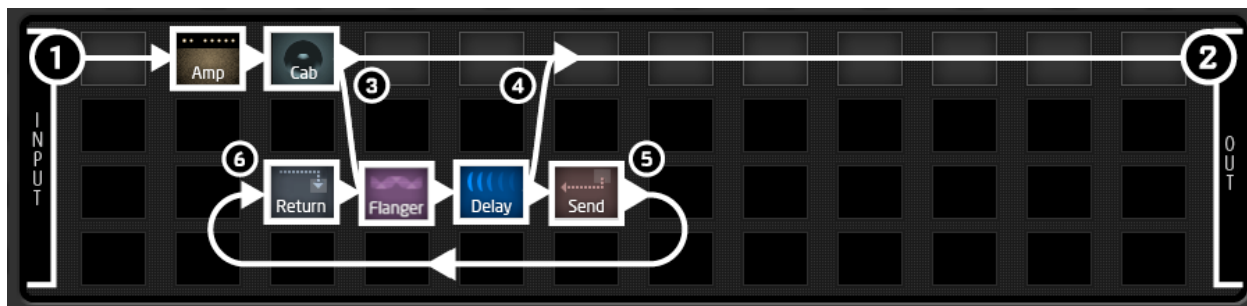 1
Amp
Cab
2
3
4
INPUT
OUT
6
5
Return
Flanger
Delay
Send